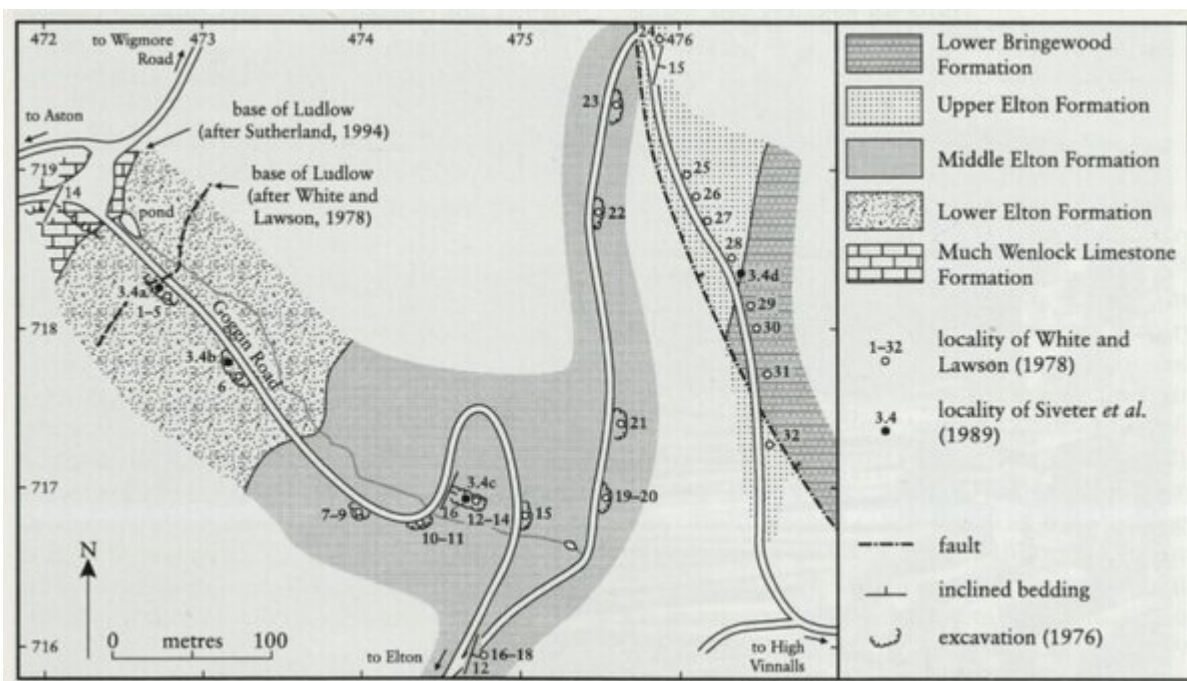 472
473
474
475
476
24
to Wigmore
Road
base of Ludlow
(after Sutherland, 1994)
15
to Aston
23
base of Ludlow
(after White and
Lawson, 1978)
719
14
25
pond
26
22
27
28
3.4a
3.4d
1–5
29
718
30
Goggin Road
3.4b
6
31
21
32
717
3.4c
16
12–14
7–9
15
19–20
10–11
N
0 metres 100
716
16–18
12
to Elton
to High
Vinnalls
Lower Bringewood
Formation
Upper Elton Formation
Middle Elton Formation
Lower Elton Formation
Much Wenlock Limestone
Formation
1–32
locality of White and
Lawson (1978)
3.4
locality of Siveter et al.
(1989)
fault
inclined bedding
excavation (1976)